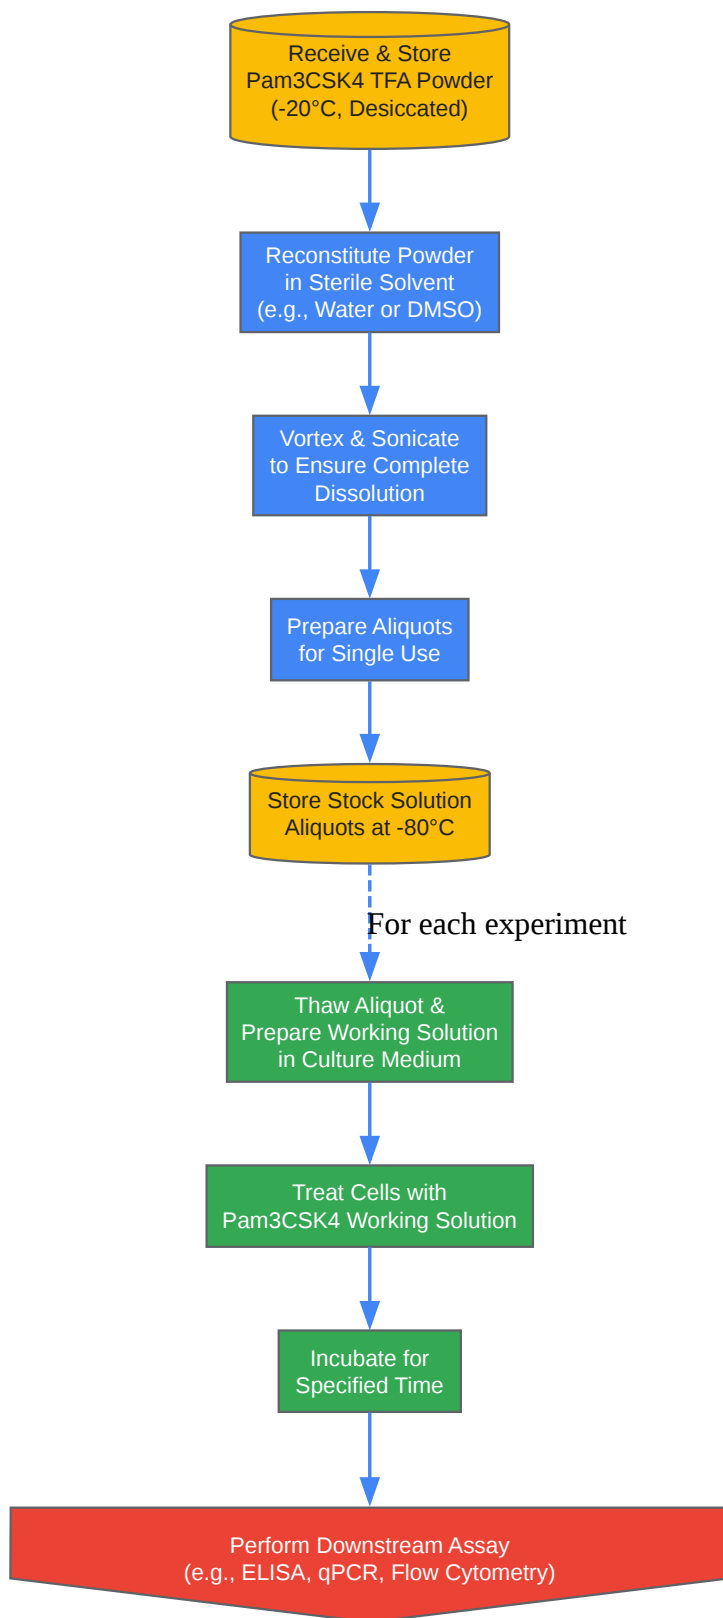 Receive & Store
Pam3CSK4 TFA Powder
(-20°C, Desiccated)
Reconstitute Powder
in Sterile Solvent
(e.g., Water or DMSO)
Vortex & Sonicate
to Ensure Complete
Dissolution
Prepare Aliquots
for Single Use
Store Stock Solution
Aliquots at -80°C
For each experiment
Thaw Aliquot &
Prepare Working Solution
in Culture Medium
Treat Cells with
Pam3CSK4 Working Solution
Incubate for
Specified Time
Perform Downstream Assay
(e.g., ELISA, qPCR, Flow Cytometry)